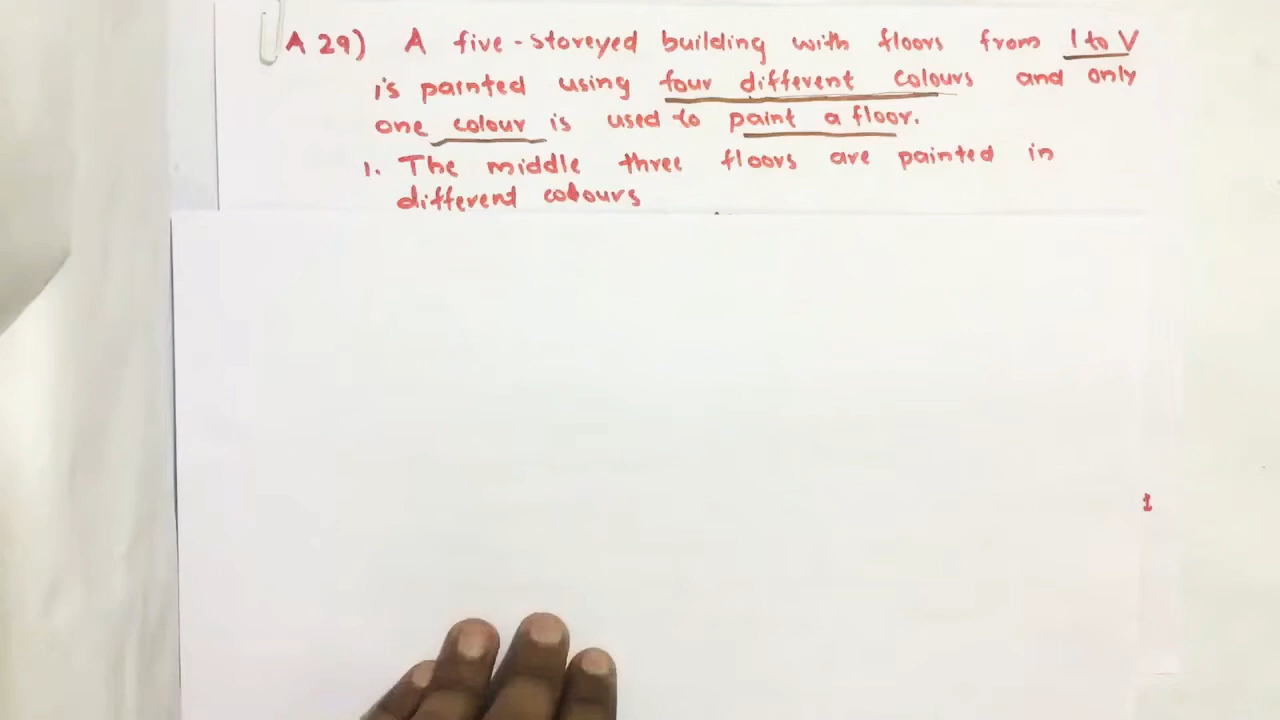 A 29) A five-storeyed building with floors from I to V
is painted using four different colours and only
one colour is used to paint a floor.
1. The middle three floors are painted in
different colours
1